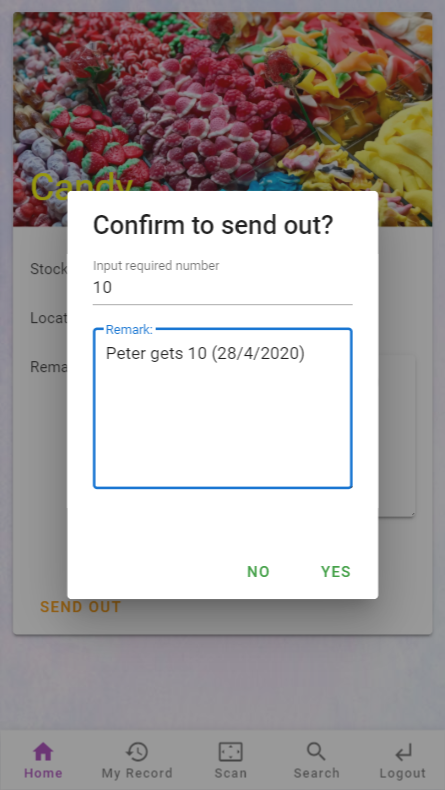 Candy
Confirm to send out?
Stock
Input required number
10
Locat
Remark:
Peter gets 10 (28/4/2020)
Rema
NO
YES
SEND OUT
Home
My Record
Scan
Search
Logout